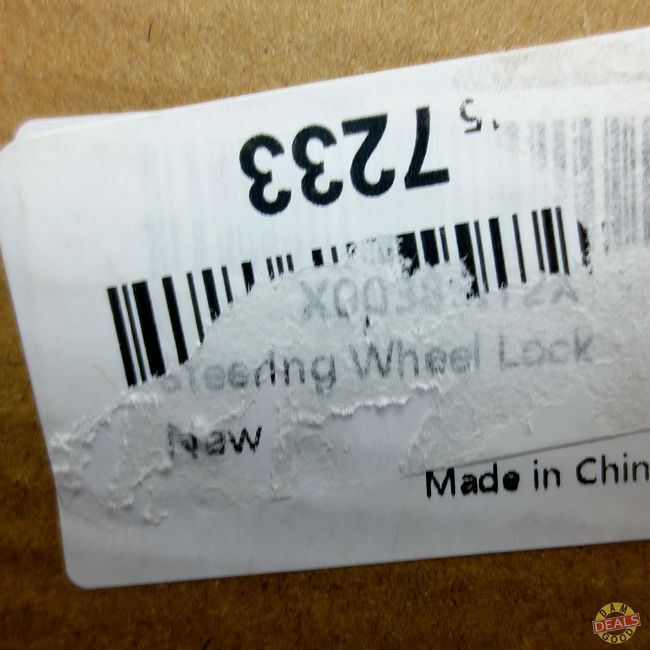 7233
Steering Wheel Lock
New
Made in Chin
DAM
DEALS
GOOD